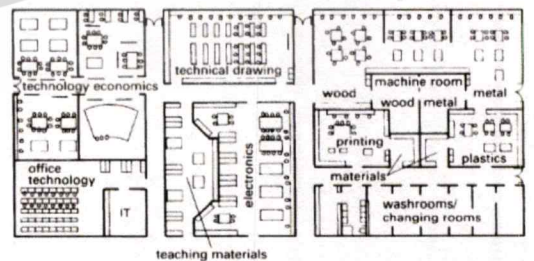 technology economics
technical drawing
machine room
wood
metal
wood metal
printing
plastics
materials
office
technology
IT
electronics
washrooms/
changing rooms
teaching materials